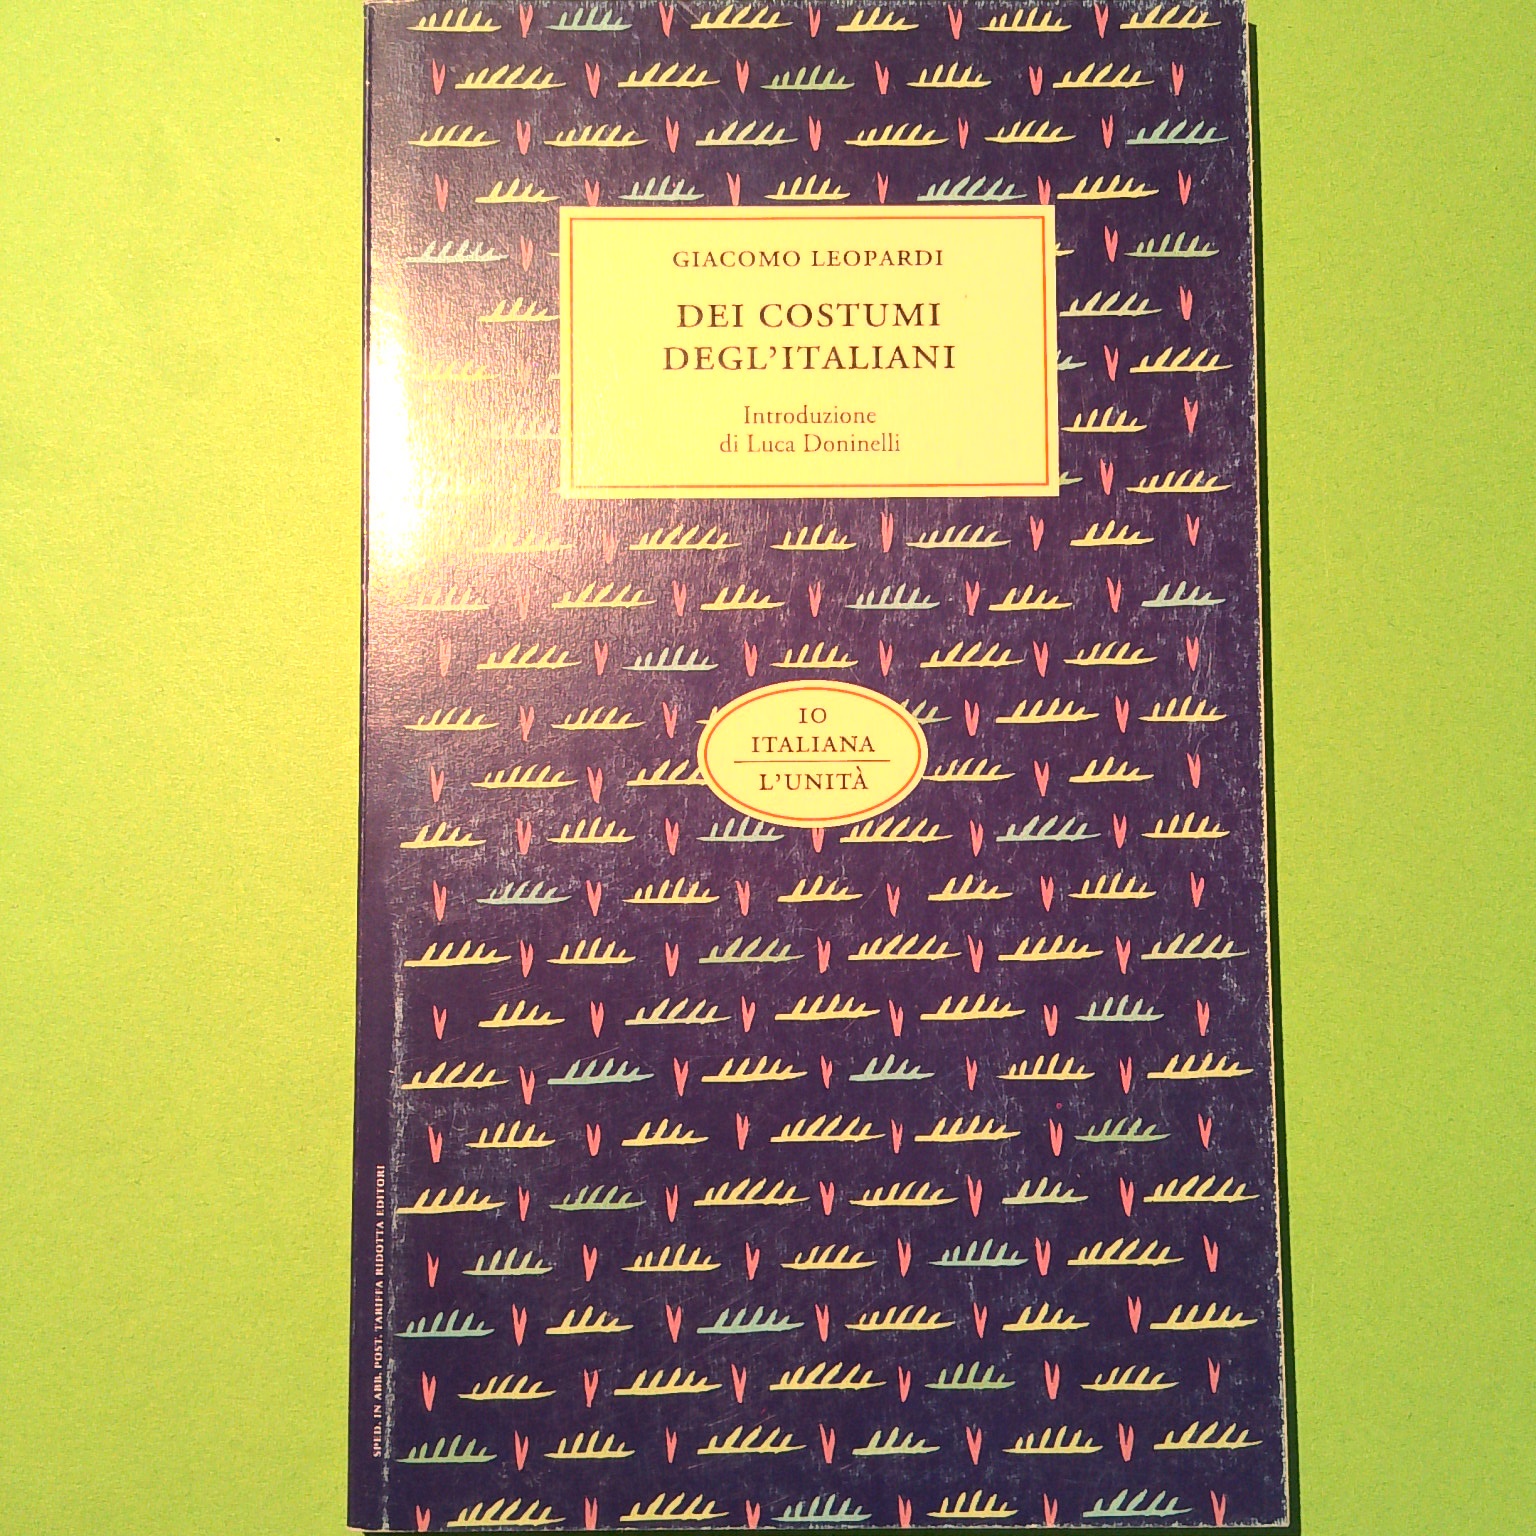 GIACOMO LEOPARDI
DEI COSTUMI
DEGL'ITALIANI
Introduzione
di Luca Doninelli
IO
ITALIANA
L'UNITÀ
SPED. IN ABB. POST. TARIFFA RIDOTTA EDITORI